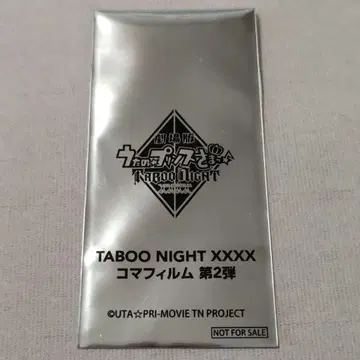 劇場版
うたの☆プリンスさまっ♪
TABOO NIGHT
XXXX
TABOO NIGHT XXXX
コマフィルム 第2弾
©UTA☆PRI-MOVIE TN PROJECT
NOT FOR SALE